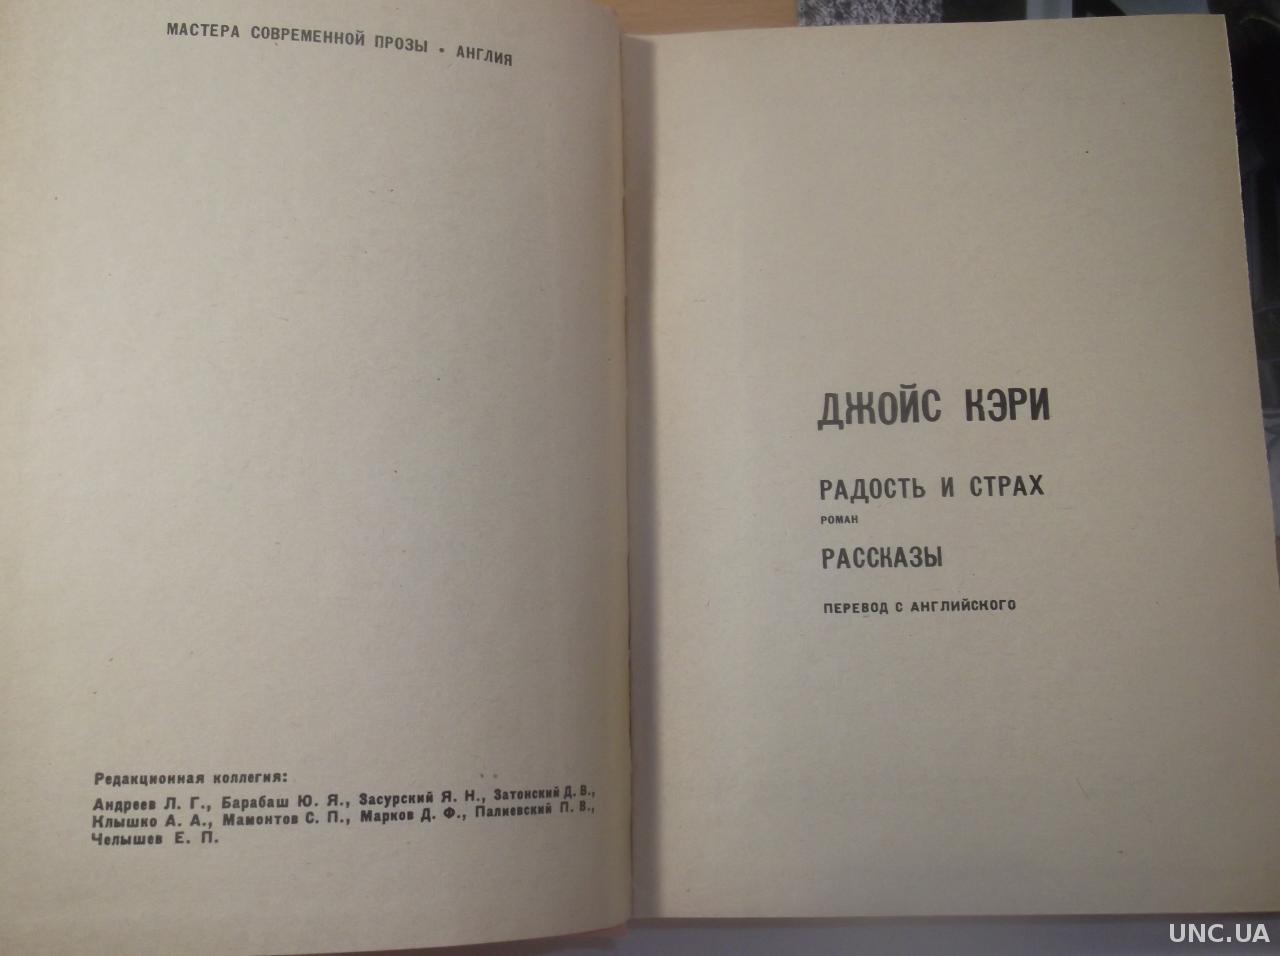 МАСТЕРА СОВРЕМЕННОЙ ПРОЗЫ • АНГЛИЯ
Редакционная коллегия:
Андреев Л. Г., Барабаш Ю. Я., Засурский Я. Н., Затонский Д. В.,
Клышко А. А., Мамонтов С. П., Марков Д. Ф., Палиевский П. В.,
Челышев Е. П.
ДЖОЙС КЭРИ
РАДОСТЬ И СТРАХ
РОМАН
РАССКАЗЫ
ПЕРЕВОД С АНГЛИЙСКОГО
UNC.UA